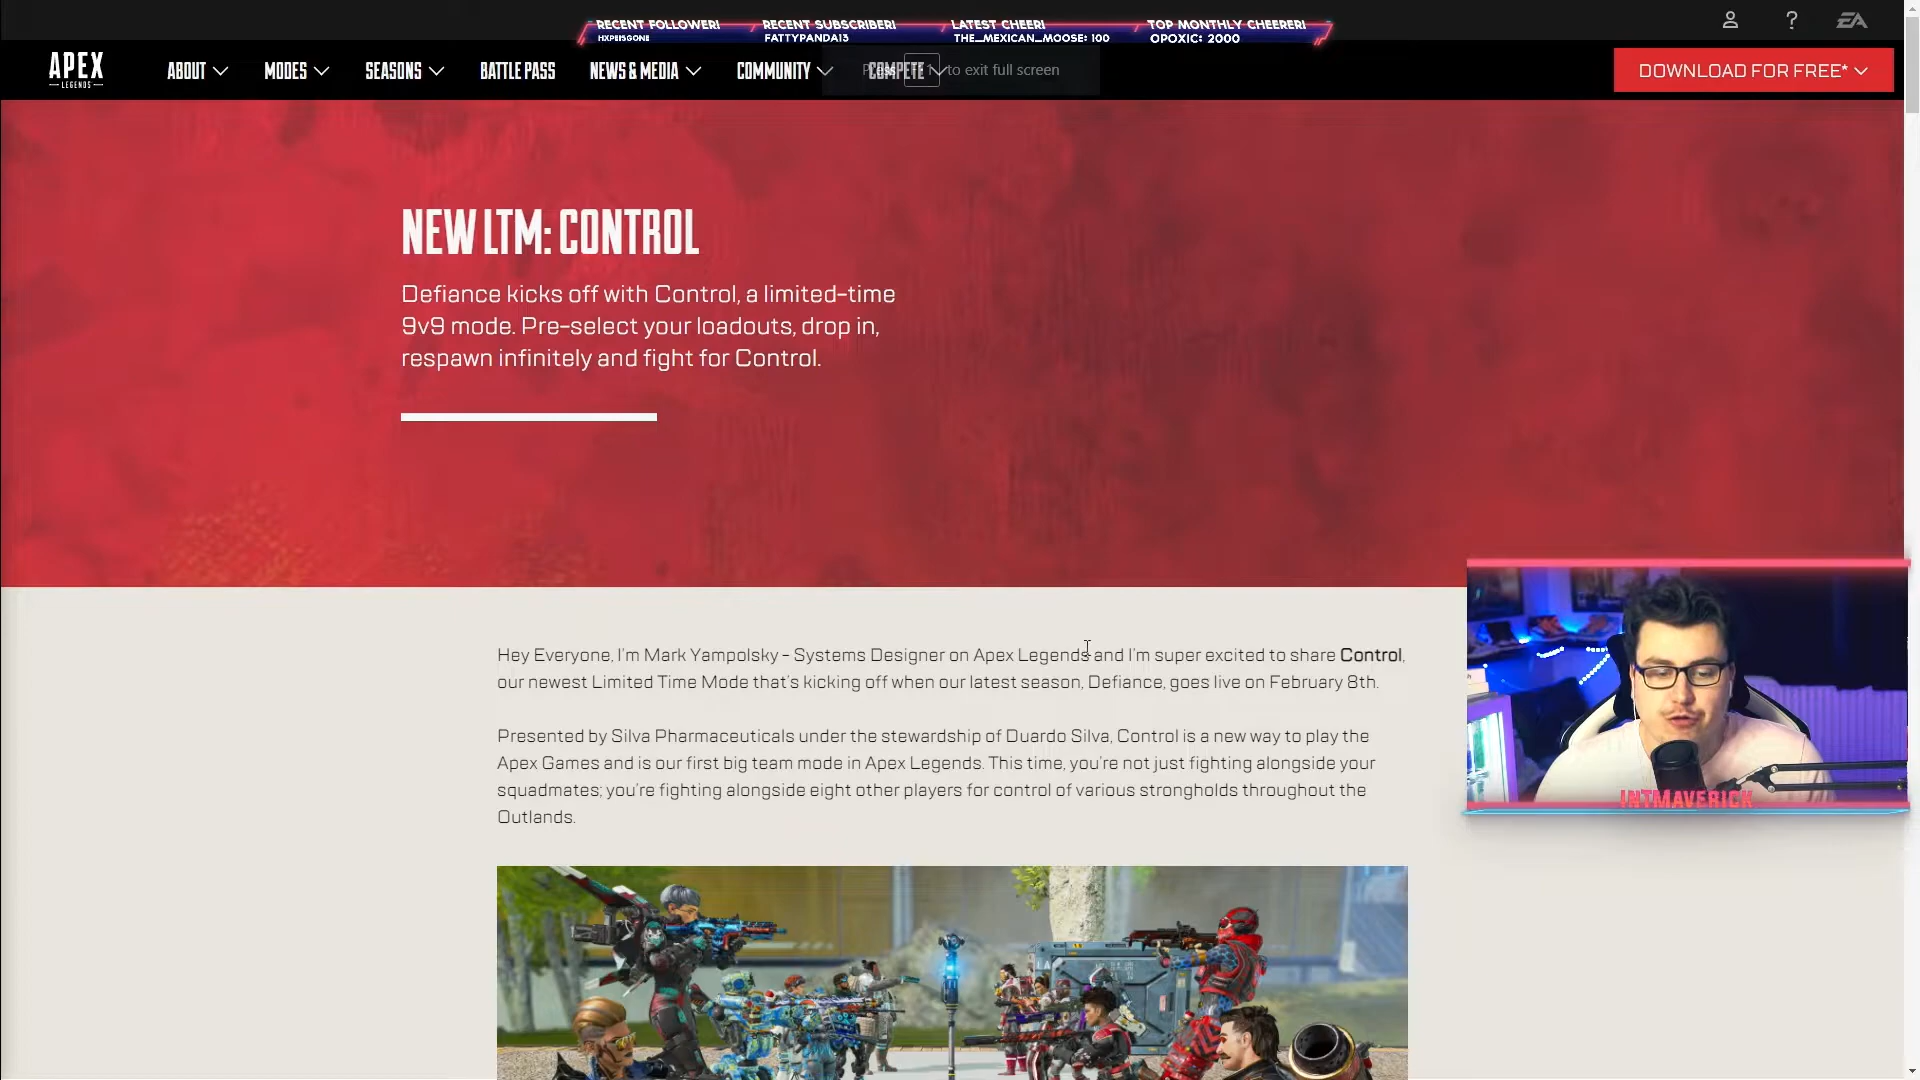 RECENT FOLLOWER!
HXPEISGONE
RECENT SUBSCRIBER!
FATTYPANDA13
LATEST CHEER!
THE_MEXICAN_MOOSE: 100
TOP MONTHLY CHEERER!
OPOXIC: 2000
?
EA
APEX
LEGENDS
ABOUT
MODES
SEASONS
BATTLE PASS
NEWS & MEDIA
COMMUNITY
COMPETE
to exit full screen
DOWNLOAD FOR FREE*
NEW LTM: CONTROL
Defiance kicks off with Control, a limited-time
9v9 mode. Pre-select your loadouts, drop in,
respawn infinitely and fight for Control.
Hey Everyone, I'm Mark Yampolsky - Systems Designer on Apex Legends and I'm super excited to share Control,
our newest Limited Time Mode that's kicking off when our latest season, Defiance, goes live on February 8th.
Presented by Silva Pharmaceuticals under the stewardship of Duardo Silva, Control is a new way to play the
Apex Games and is our first big team mode in Apex Legends. This time, you're not just fighting alongside your
squadmates; you're fighting alongside eight other players for control of various strongholds throughout the
Outlands.
INTMAVERICK